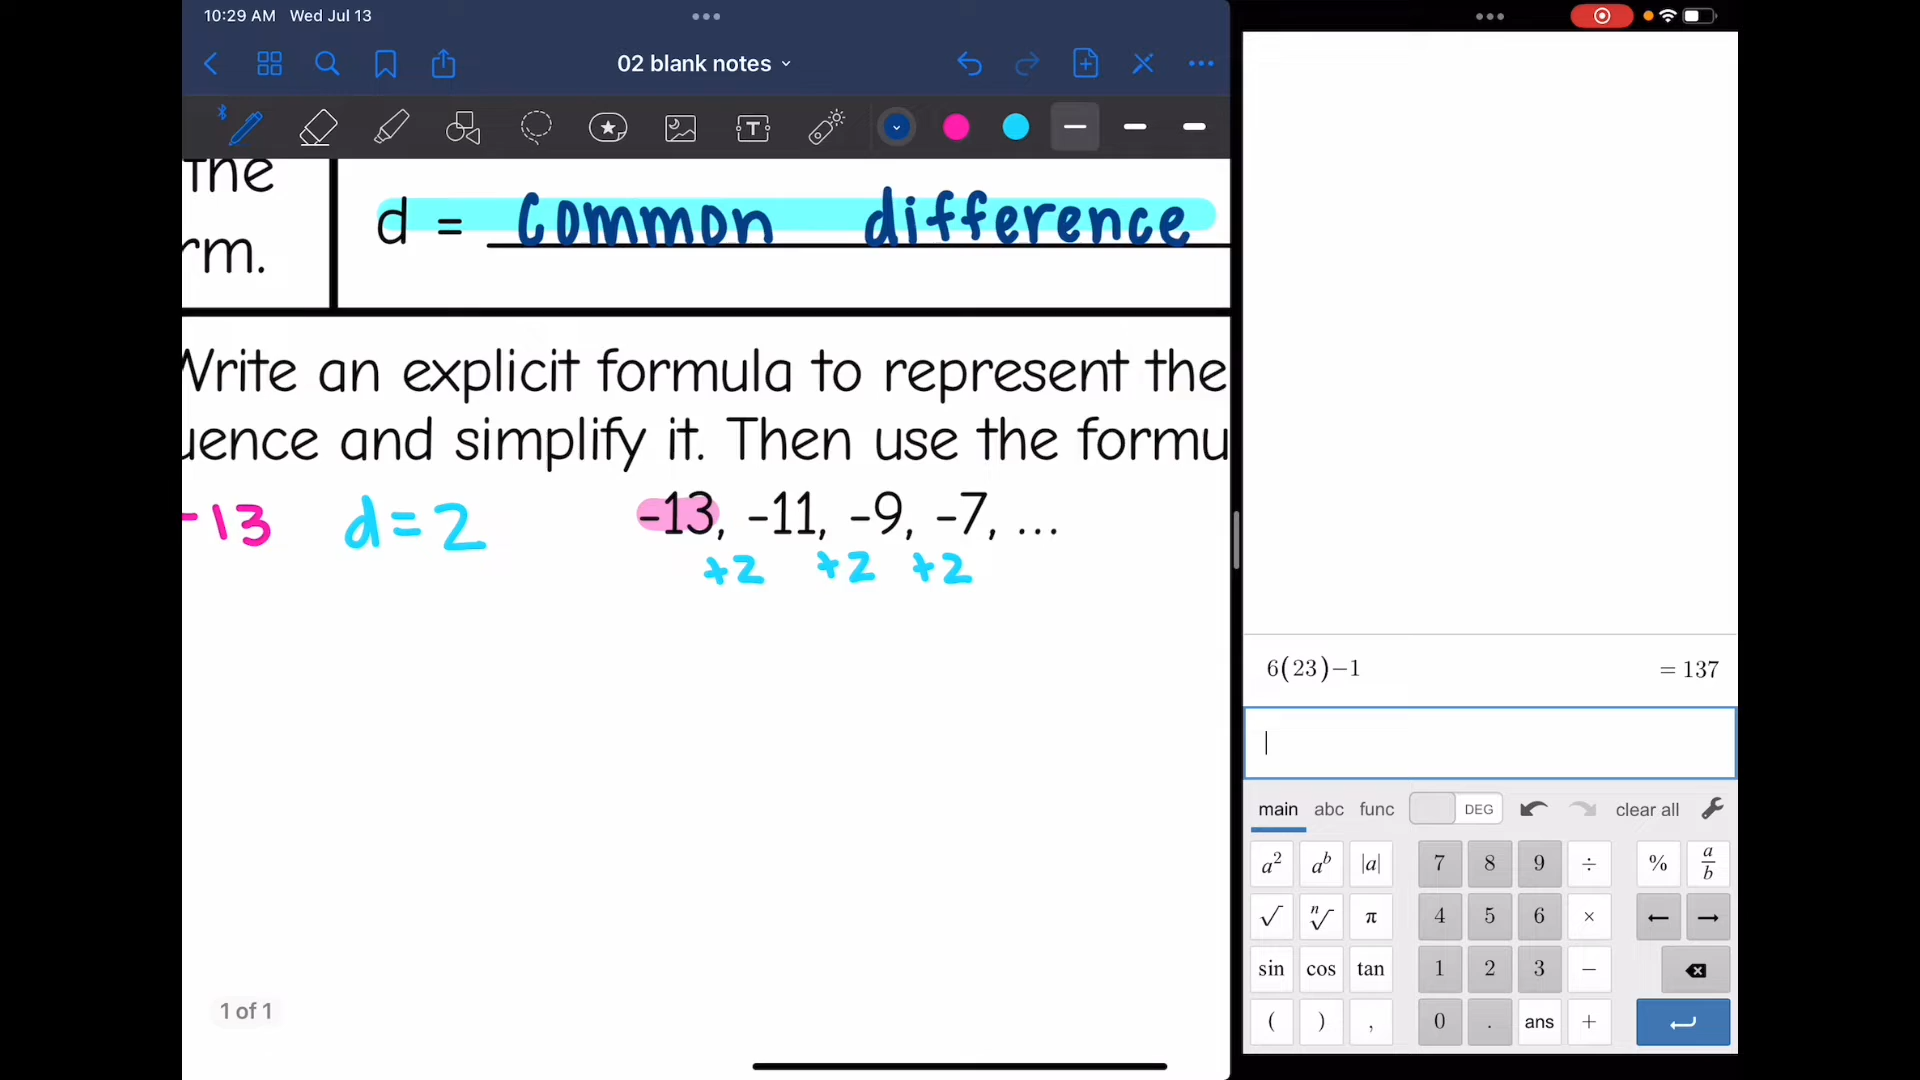 10:29 AM Wed Jul 13
02 blank notes
the
rm.
d = common difference
Write an explicit formula to represent the
uence and simplify it. Then use the formu
-13 d=2 -13, -11, -9, -7, ...
+2 +2 +2
1 of 1
6(23)−1 = 137
main abc func DEG clear all
a² aᵇ |a| 7 8 9 ÷ % a/b
√ ⁿ√ π 4 5 6 × ← →
sin cos tan 1 2 3 −
( ) , 0 . ans +